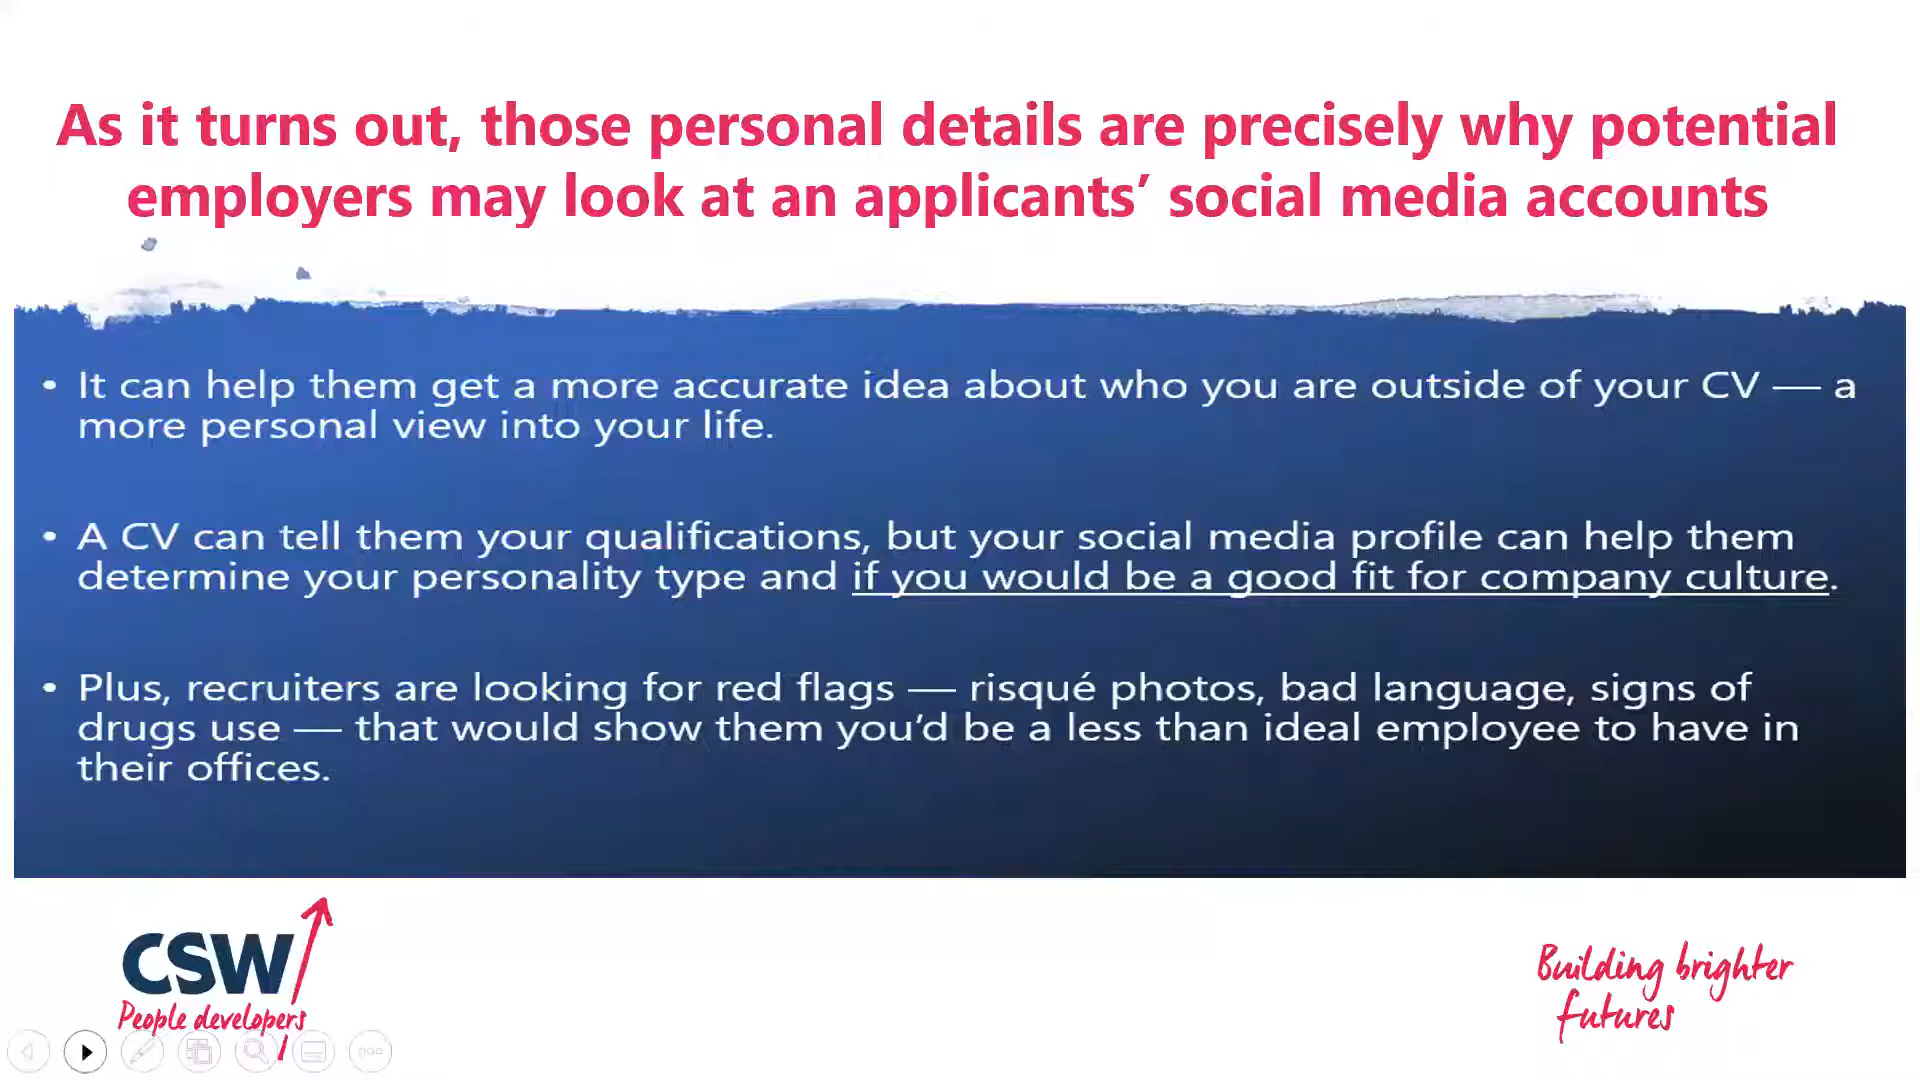 As it turns out, those personal details are precisely why potential
employers may look at an applicants’ social media accounts
• It can help them get a more accurate idea about who you are outside of your CV — a
more personal view into your life.
• A CV can tell them your qualifications, but your social media profile can help them
determine your personality type and if you would be a good fit for company culture.
• Plus, recruiters are looking for red flags — risqué photos, bad language, signs of
drugs use — that would show them you’d be a less than ideal employee to have in
their offices.
CSW
People developers
Building brighter
futures